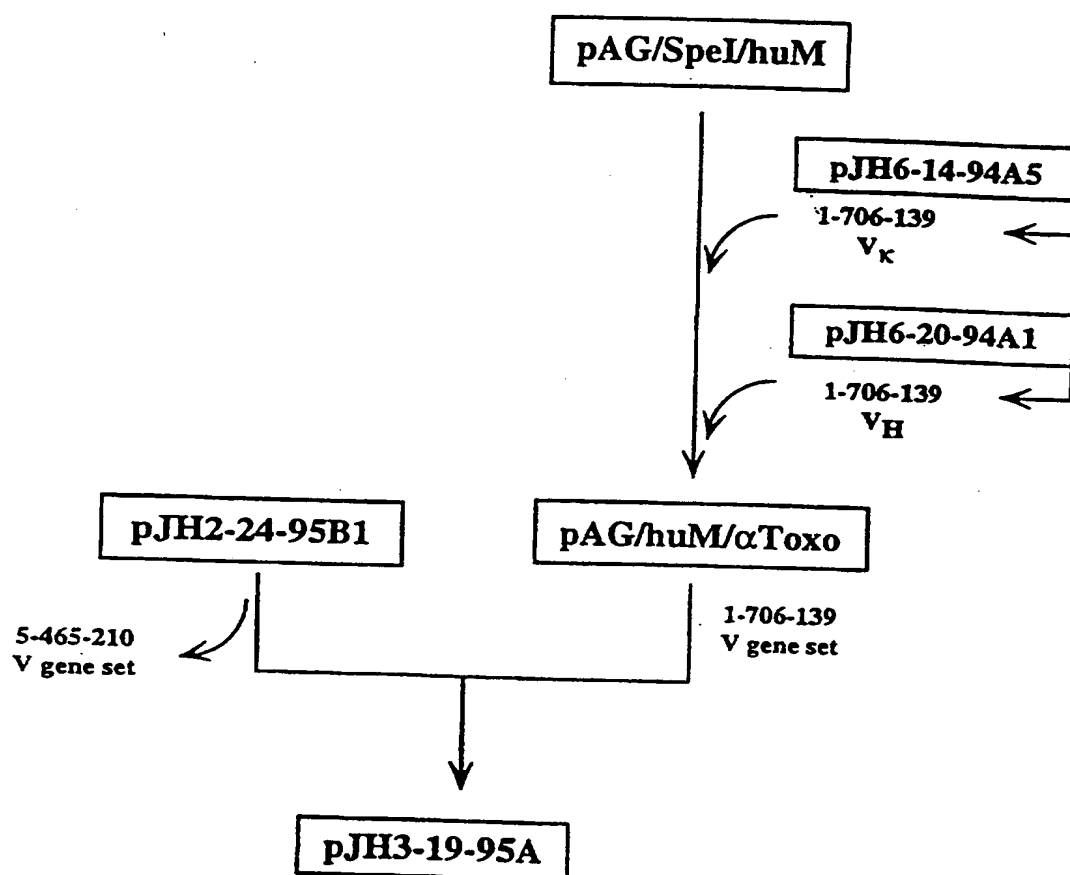 pAG/SpeI/huM
pJH6-14-94A5
1-706-139
Vκ
pJH6-20-94A1
1-706-139
VH
pJH2-24-95B1
pAG/huM/αToxo
5-465-210
V gene set
1-706-139
V gene set
pJH3-19-95A